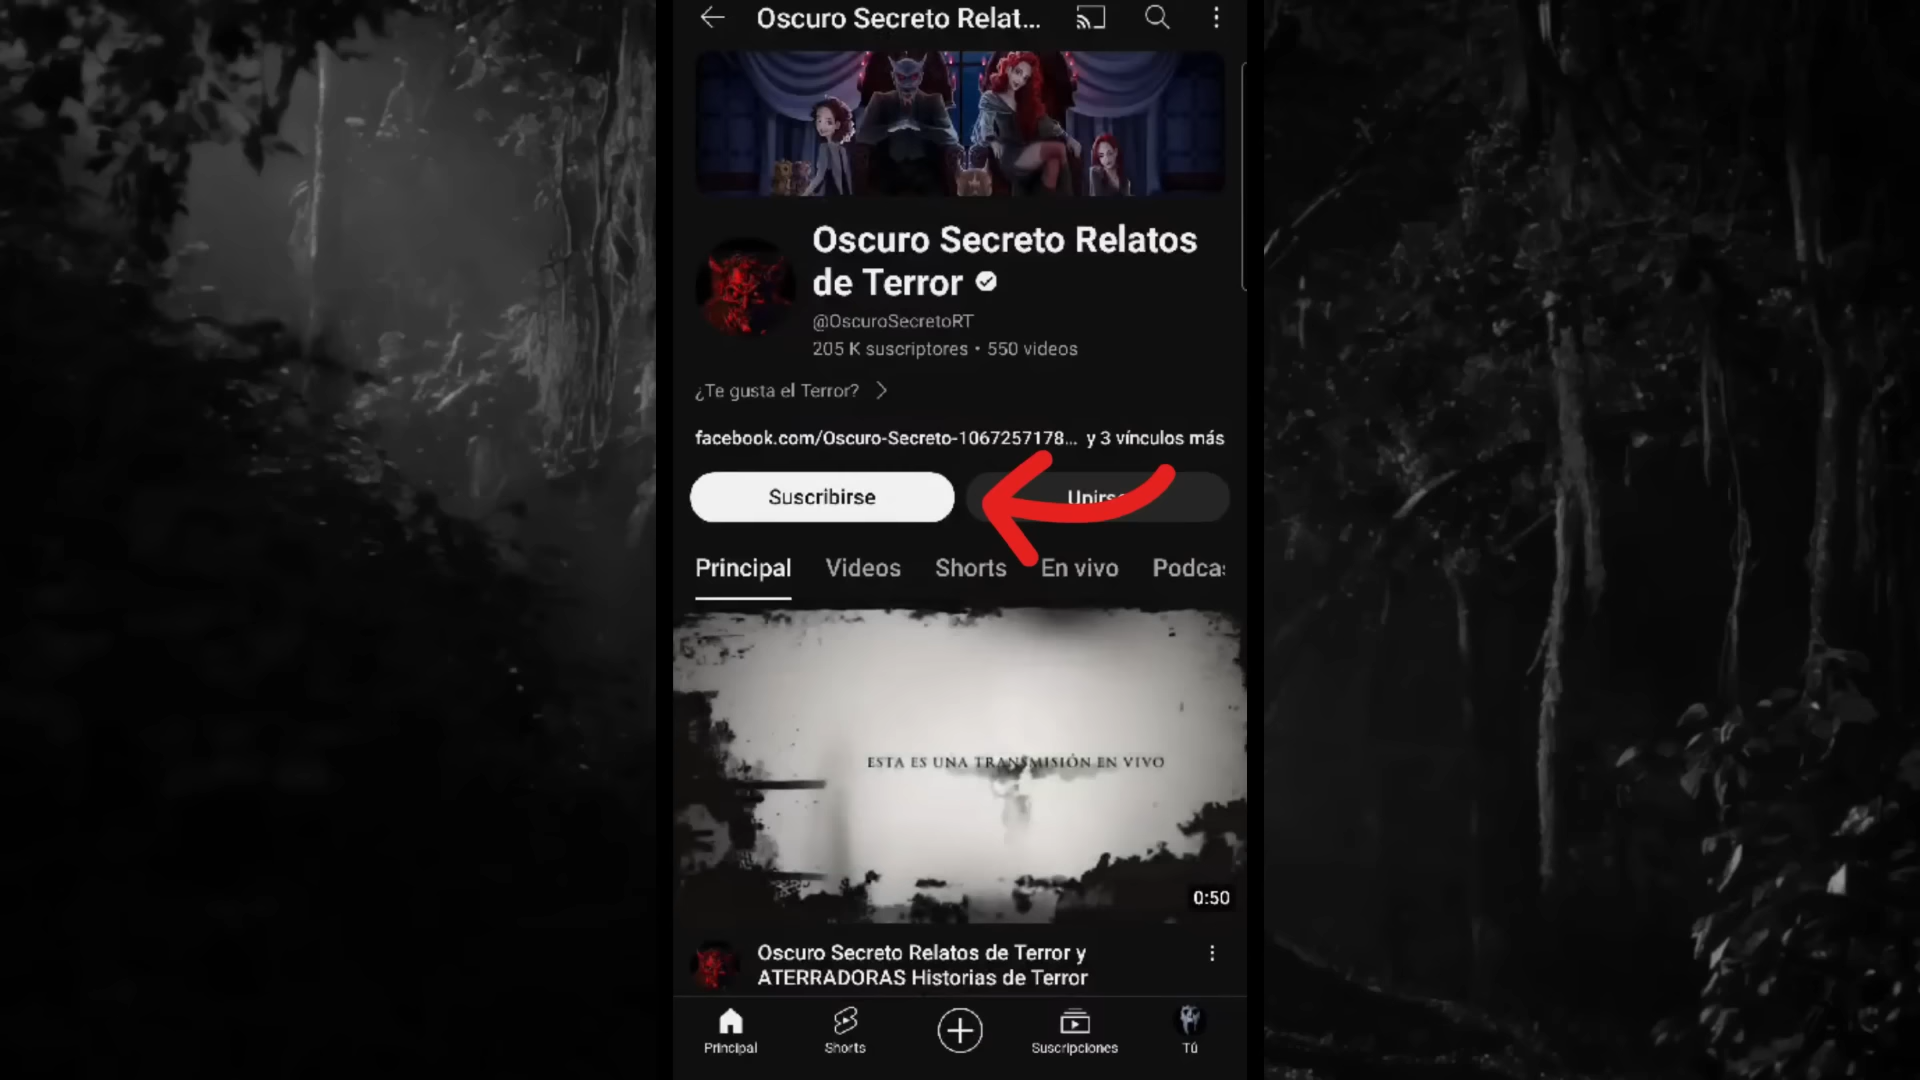 Oscuro Secreto Relat...
Oscuro Secreto Relatos
de Terror
@OscuroSecretoRT
205 K suscriptores • 550 videos
¿Te gusta el Terror?
facebook.com/Oscuro-Secreto-1067257178... y 3 vínculos más
Suscribirse
Principal Videos Shorts En vivo
ESTA ES UNA TRANSMISIÓN EN VIVO
0:50
Oscuro Secreto Relatos de Terror y
ATERRADORAS Historias de Terror
Principal Shorts Suscripciones Tú